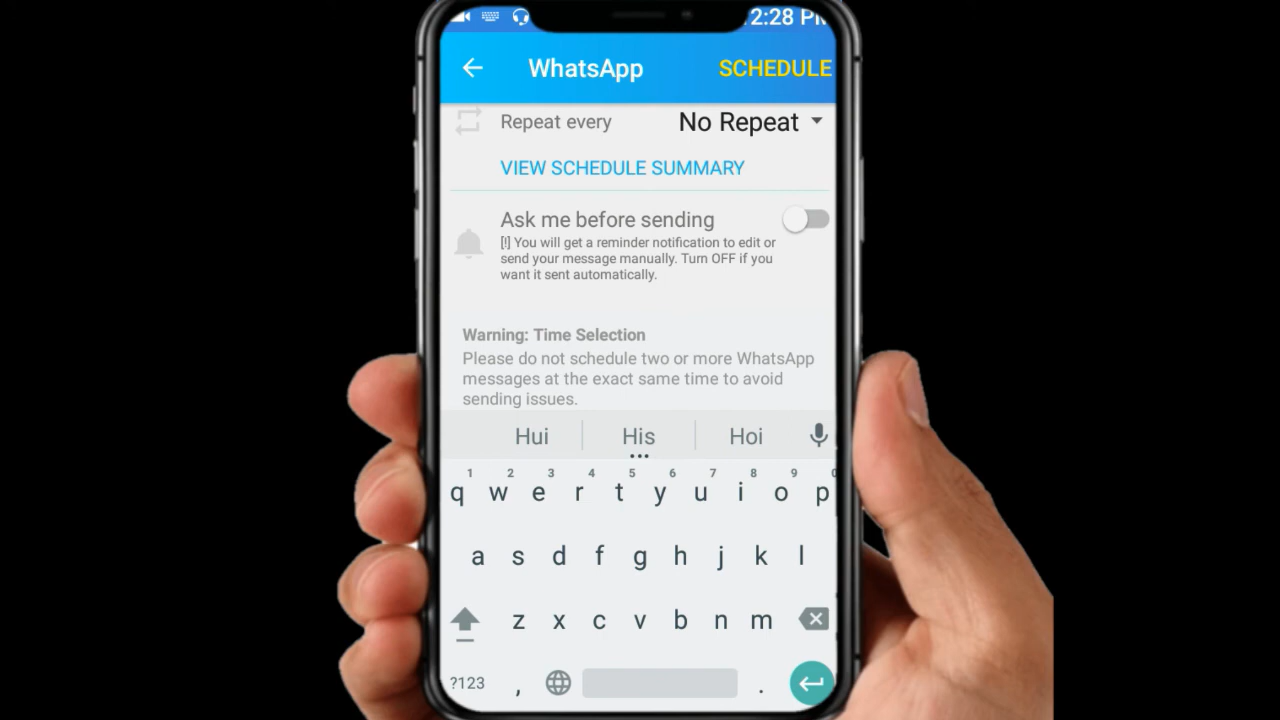 2:28 PM
WhatsApp
SCHEDULE
Repeat every
No Repeat
VIEW SCHEDULE SUMMARY
Ask me before sending
[!] You will get a reminder notification to edit or
send your message manually. Turn OFF if you
want it sent automatically.
Warning: Time Selection
Please do not schedule two or more WhatsApp
messages at the exact same time to avoid
sending issues.
Hui His Hoi
1 2 3 4 5 6 7 8 9 0
q w e r t y u i o p
a s d f g h j k l
z x c v b n m
?123 , .